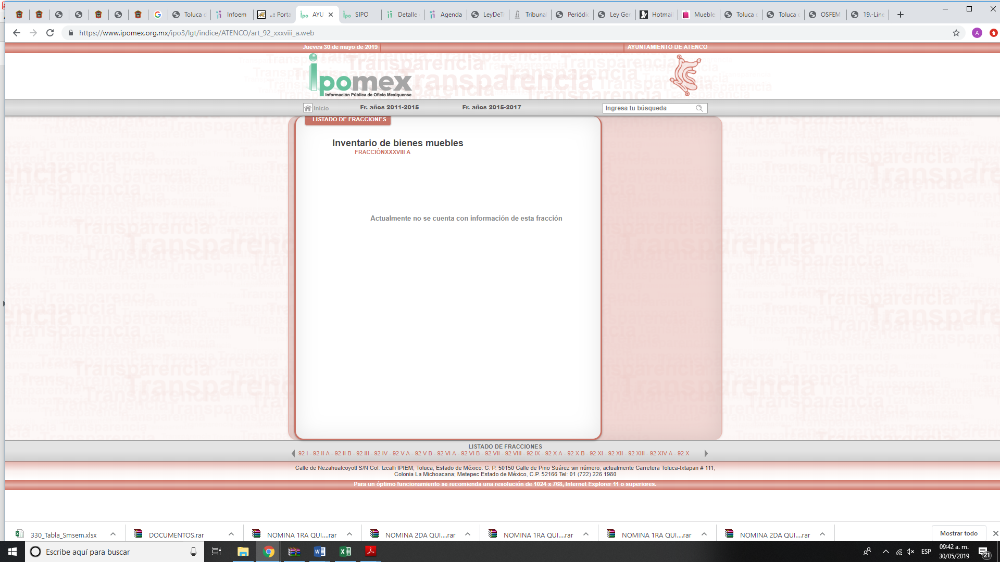 Toluca
Infoem
..:: Porta
AYU
SIPO
Detalle
Agenda
LeyDeT
Tribuna
Periódi
Ley Gen
Hotmai
Mueble
Toluca
Toluca
OSFEM
19.-Line
https://www.ipomex.org.mx/ipo3/lgt/indice/ATENCO/art_92_xxxviii_a.web
A
Jueves 30 de mayo de 2019
AYUNTAMIENTO DE ATENCO
Transparencia
ipomex
Información Pública de Oficio Mexiquense
Inicio
Fr. años 2011-2015
Fr. años 2015-2017
Ingresa tu búsqueda
LISTADO DE FRACCIONES
Inventario de bienes muebles
FRACCIÓNXXXVIII A
Actualmente no se cuenta con información de esta fracción
LISTADO DE FRACCIONES
92 I - 92 II A - 92 II B - 92 III - 92 IV - 92 V A - 92 V B - 92 VI A - 92 VI B - 92 VII - 92 VIII - 92 IX - 92 X A - 92 X B - 92 XI - 92 XII - 92 XIII - 92 XIV A - 92 X
Calle de Nezahualcoyotl S/N Col. Izcalli IPIEM, Toluca, Estado de México. C. P. 50150 Calle de Pino Suárez sin número, actualmente Carretera Toluca-Ixtapan # 111,
Colonia La Michoacana; Metepec Estado de México, C.P. 52166 Tel: 01 (722) 226 1980
Para un óptimo funcionamiento se recomienda una resolución de 1024 x 768, Internet Explorer 11 o superiores.
330_Tabla_Smsem.xlsx
DOCUMENTOS.rar
NOMINA 1RA QUI....rar
NOMINA 2DA QUI....rar
NOMINA 1RA QUI....rar
NOMINA 1RA QUI....rar
NOMINA 2DA QUI....rar
Mostrar todo
Escribe aquí para buscar
ESP
09:42 a. m.
30/05/2019
21